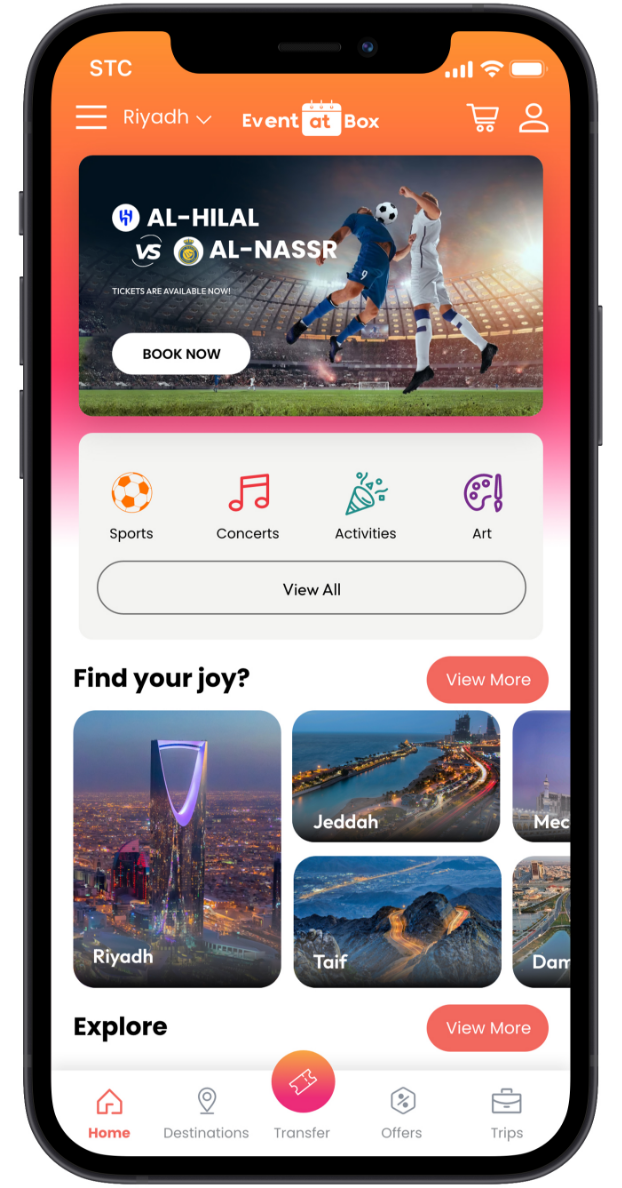 STC
Riyadh
Event at Box
AL-HILAL
VS AL-NASSR
TICKETS ARE AVAILABLE NOW!
BOOK NOW
Sports Concerts Activities Art
View All
Find your joy? View More
Jeddah
Mec
Riyadh
Taif
Dam
Explore View More
Home Destinations Transfer Offers Trips